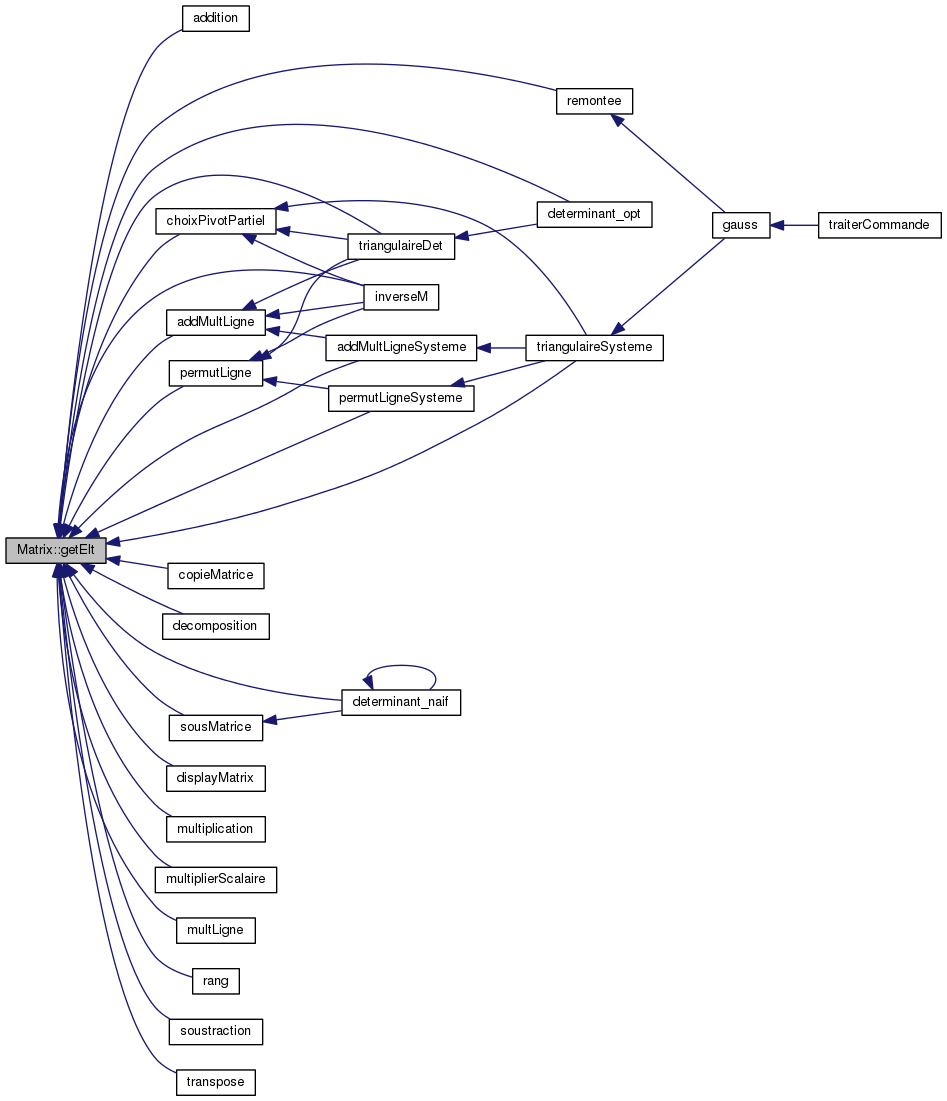 addition
remontee
choixPivotPartiel
determinant_opt
gauss
traiterCommande
triangulaireDet
inverseM
addMultLigne
addMultLigneSysteme
triangulaireSysteme
permutLigne
permutLigneSysteme
Matrix::getElt
copieMatrice
decomposition
determinant_naif
sousMatrice
displayMatrix
multiplication
multiplierScalaire
multLigne
rang
soustraction
transpose